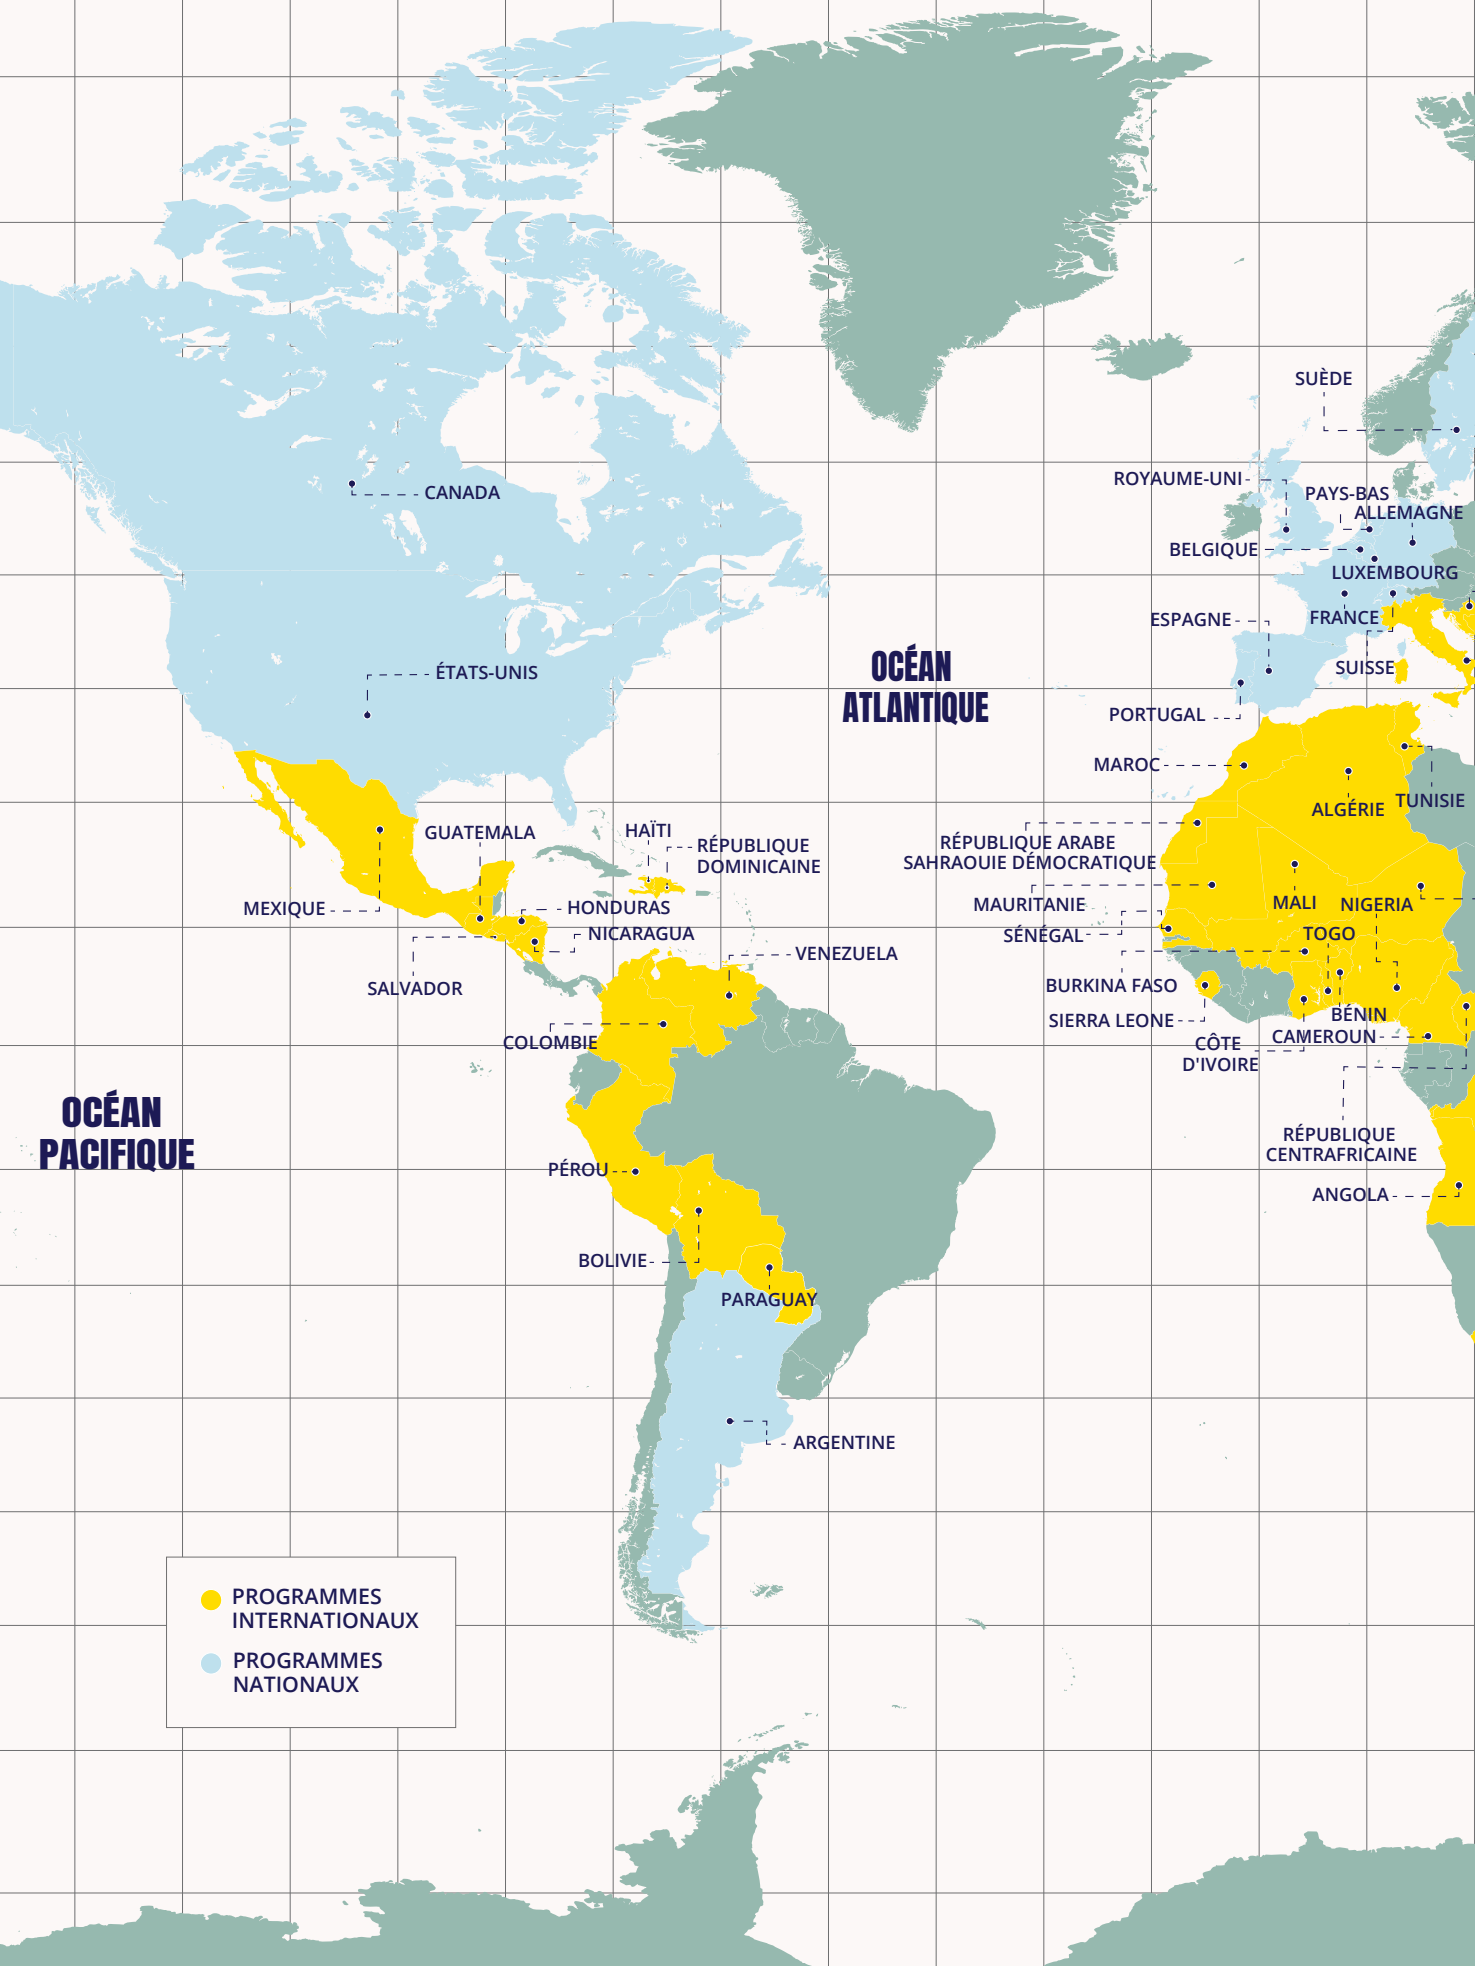 SUÈDE
ROYAUME-UNI
PAYS-BAS
ALLEMAGNE
CANADA
BELGIQUE
LUXEMBOURG
ESPAGNE
FRANCE
OCÉAN
ATLANTIQUE
SUISSE
ÉTATS-UNIS
PORTUGAL
MAROC
TUNISIE
ALGÉRIE
GUATEMALA
HAÏTI
RÉPUBLIQUE
DOMINICAINE
RÉPUBLIQUE ARABE
SAHRAOUIE DÉMOCRATIQUE
MEXIQUE
HONDURAS
MAURITANIE
MALI
NIGERIA
NICARAGUA
SÉNÉGAL
TOGO
VENEZUELA
SALVADOR
BURKINA FASO
SIERRA LEONE
BÉNIN
COLOMBIE
CÔTE
D'IVOIRE
CAMEROUN
OCÉAN
PACIFIQUE
RÉPUBLIQUE
CENTRAFRICAINE
PÉROU
ANGOLA
BOLIVIE
PARAGUAY
ARGENTINE
PROGRAMMES
INTERNATIONAUX
PROGRAMMES
NATIONAUX